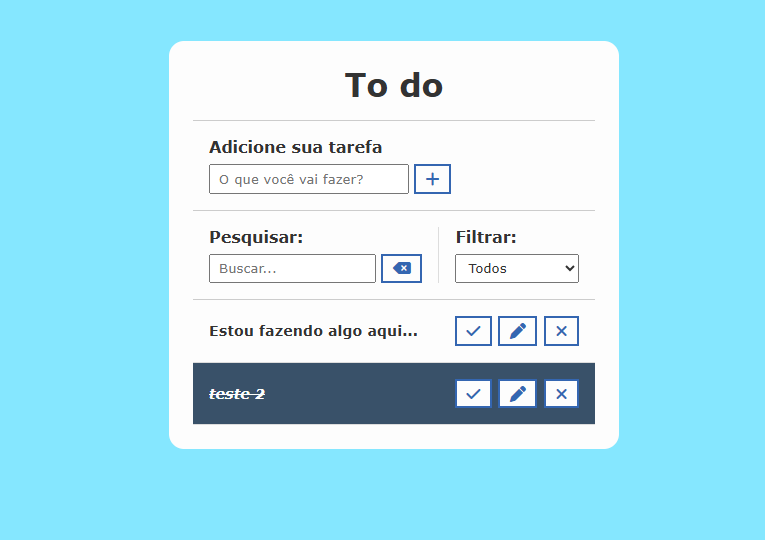 To do
Adicione sua tarefa
O que você vai fazer?
Pesquisar:
Filtrar:
Buscar...
Todos
Estou fazendo algo aqui...
teste 2